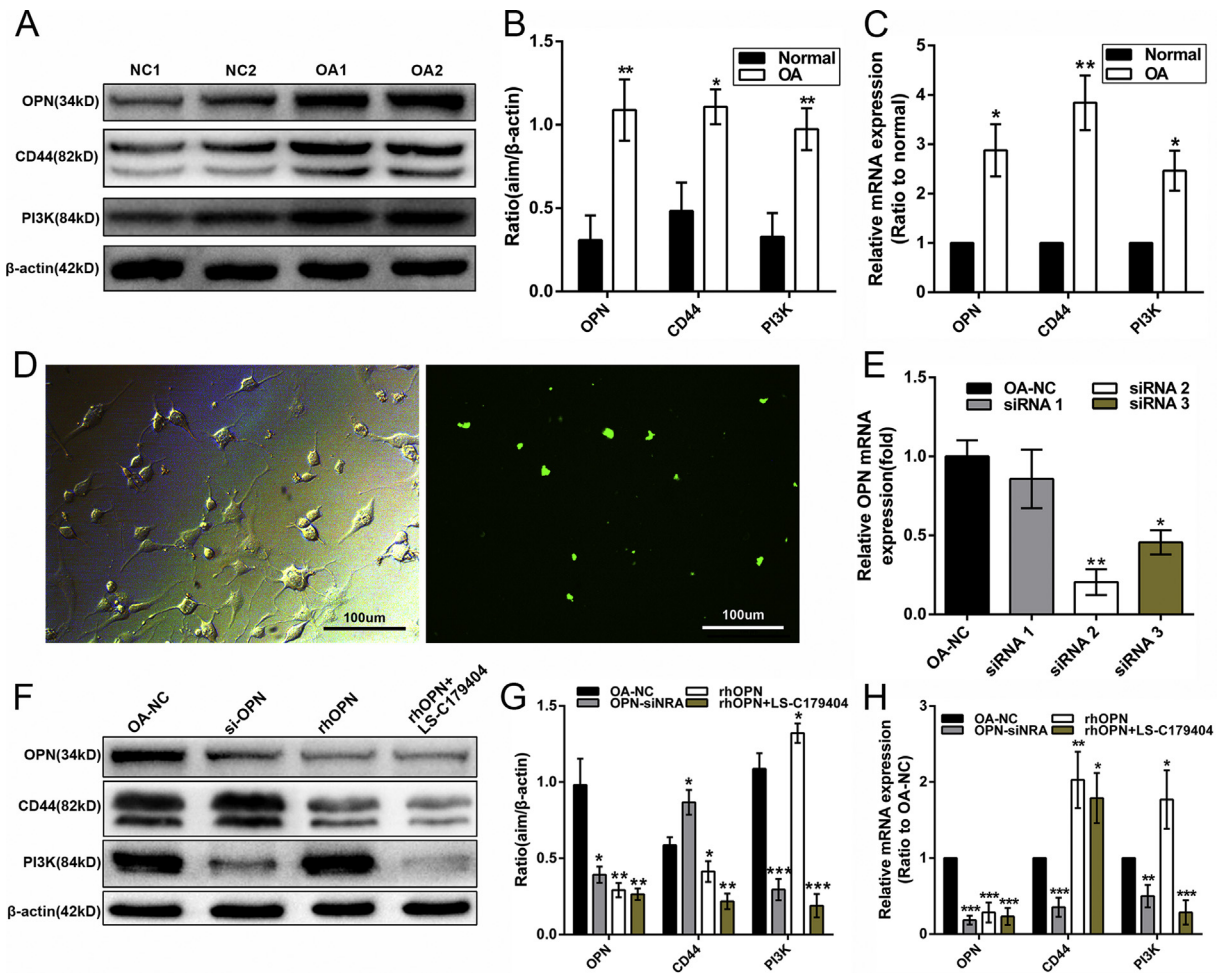 A
NC1 NC2 OA1 OA2
OPN(34kD)
CD44(82kD)
PI3K(84kD)
β-actin(42kD)
B
Ratio(aim/β-actin)
1.5
1.0
0.5
0.0
Normal
OA
** * **
OPN CD44 PI3K
C
Relative mRNA expression
(Ratio to normal)
5
4
3
2
1
0
Normal
OA
* ** *
OPN CD44 PI3K
D
100um
100um
E
Relative OPN mRNA
expression(fold)
1.5
1.0
0.5
0.0
OA-NC siRNA 2
siRNA 1 siRNA 3
** *
OA-NC siRNA 1 siRNA 2 siRNA 3
F
OA-NC si-OPN rhOPN rhOPN+
LS-C179404
OPN(34kD)
CD44(82kD)
PI3K(84kD)
β-actin(42kD)
G
Ratio(aim/β-actin)
1.5
1.0
0.5
0.0
OA-NC rhOPN
OPN-siNRA rhOPN+LS-C179404
* ** ** * * ** *** * ***
OPN CD44 PI3K
H
Relative mRNA expression
(Ratio to OA-NC)
3
2
1
0
OA-NC rhOPN
OPN-siNRA rhOPN+LS-C179404
*** *** *** *** ** * ** * ***
OPN CD44 PI3K